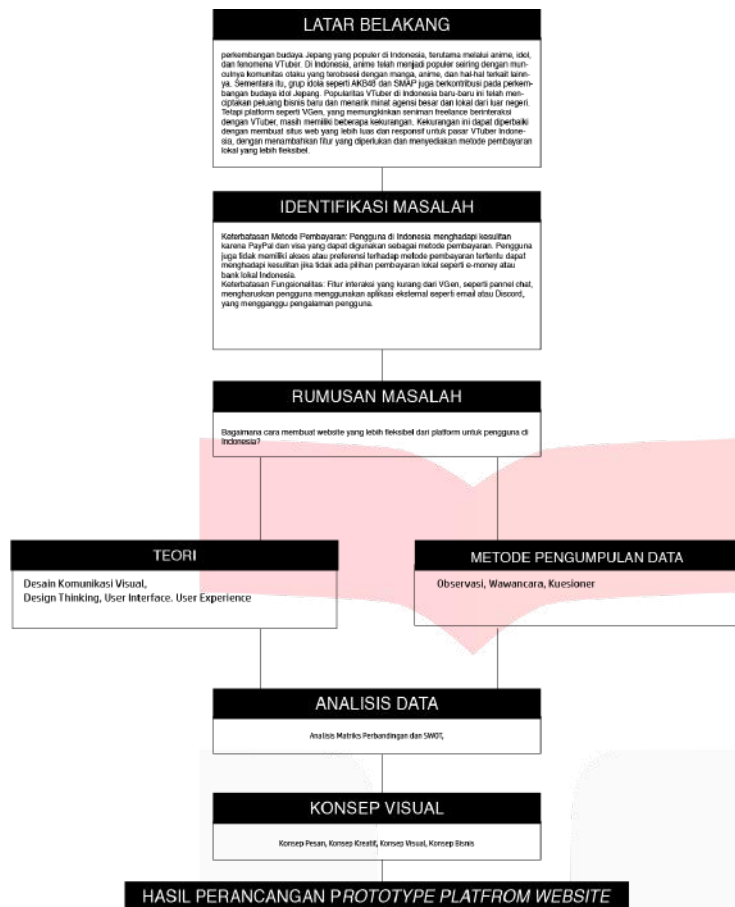 LATAR BELAKANG
perkembangan budaya Jepang yang populer di Indonesia, terutama melalui anime, idol,
dan fenomena VTuber. Di Indonesia, anime telah menjadi populer seiring dengan mun-
culnya komunitas otaku yang terobsesi dengan manga, anime, dan hal-hal terkait lainn-
ya. Sementara itu, grup idola seperti AKB48 dan SMAP juga berkontribusi pada perkem-
bangan budaya idol Jepang. Popularitas VTuber di Indonesia baru-baru ini telah men-
ciptakan peluang bisnis baru dan menarik minat agensi besar dan lokal dari luar negeri.
Tetapi platform seperti VGen, yang memungkinkan seniman freelance berinteraksi
dengan VTuber, masih memiliki beberapa kekurangan. Kekurangan ini dapat diperbaiki
dengan membuat situs web yang lebih luas dan responsif untuk pasar VTuber Indone-
sia, dengan menambahkan fitur yang diperlukan dan menyediakan metode pembayaran
lokal yang lebih fleksibel.
IDENTIFIKASI MASALAH
Keterbatasan Metode Pembayaran: Pengguna di Indonesia menghadapi kesulitan
karena PayPal dan visa yang dapat digunakan sebagai metode pembayaran. Pengguna
juga tidak memiliki akses atau preferensi terhadap metode pembayaran tertentu dapat
menghadapi kesulitan jika tidak ada pilihan pembayaran lokal seperti e-money atau
bank lokal Indonesia.
Keterbatasan Fungsionalitas: Fitur interaksi yang kurang dari VGen, seperti pannel chat,
mengharuskan pengguna menggunakan aplikasi eksternal seperti email atau Discord,
yang mengganggu pengalaman pengguna.
RUMUSAN MASALAH
Bagaimana cara membuat website yang lebih fleksibel dari platform untuk pengguna di
Indonesia?
TEORI
Desain Komunikasi Visual,
Design Thinking, User Interface. User Experience
METODE PENGUMPULAN DATA
Observasi, Wawancara, Kuesioner
ANALISIS DATA
Analisis Matriks Perbandingan dan SWOT,
KONSEP VISUAL
Konsep Pesan, Konsep Kreatif, Konsep Visual, Konsep Bisnis
HASIL PERANCANGAN PROTOTYPE PLATFROM WEBSITE